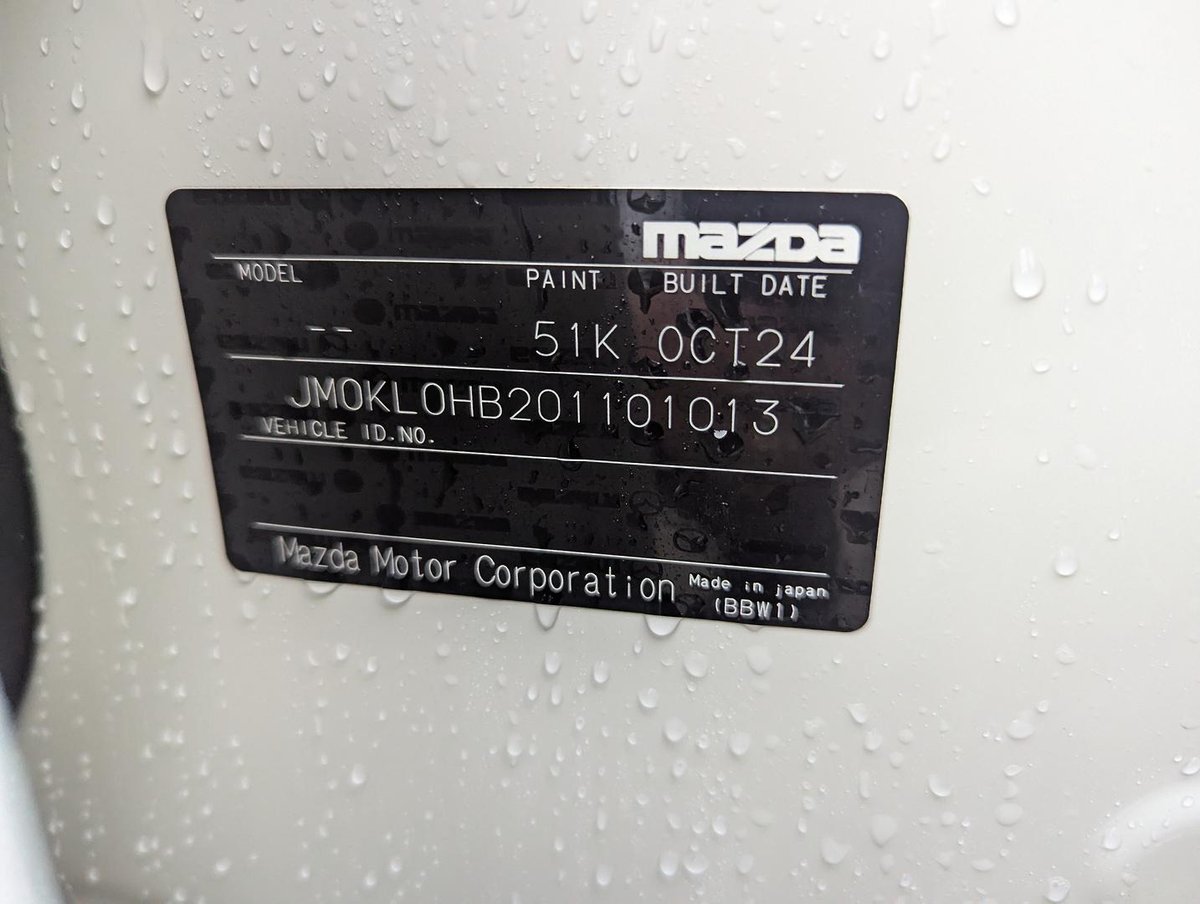 mazda
MODEL PAINT BUILT DATE
-- 51K OCT24
JM0KL0HB201101013
VEHICLE ID.NO.
Mazda Motor Corporation Made in japan
(BBW1)